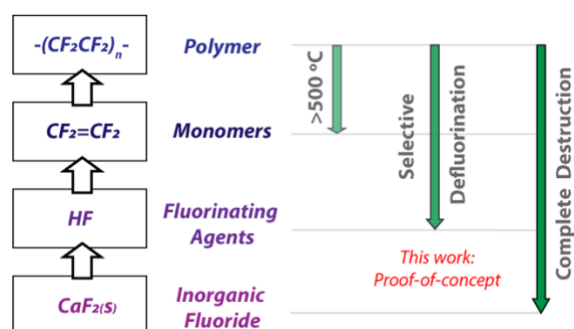 -(CF2CF2)n-
Polymer
CF2=CF2
Monomers
HF
Fluorinating
Agents
CaF2(s)
Inorganic
Fluoride
>500 ºC
Selective
Defluorination
Complete Destruction
This work:
Proof-of-concept